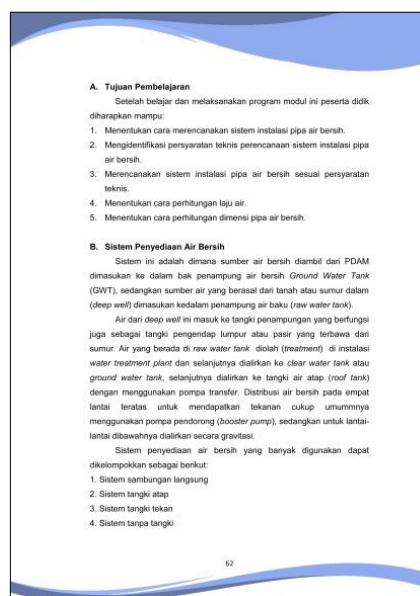 A. Tujuan Pembelajaran
Setelah belajar dan melaksanakan program modul ini peserta didik
diharapkan mampu:
1. Menentukan cara merencanakan sistem instalasi pipa air bersih.
2. Mengidentifikasi persyaratan teknis perencanaan sistem instalasi pipa
air bersih.
3. Merencanakan sistem instalasi pipa air bersih sesuai persyaratan
teknis.
4. Menentukan cara perhitungan laju air.
5. Menentukan cara perhitungan dimensi pipa air bersih.
B. Sistem Penyediaan Air Bersih
Sistem ini adalah dimana sumber air bersih diambil dari PDAM
dimasukan ke dalam bak penampung air bersih Ground Water Tank
(GWT), sedangkan sumber air yang berasal dari tanah atau sumur dalam
(deep well) dimasukan kedalam penampung air baku (raw water tank).
Air dari deep well ini masuk ke tangki penampungan yang berfungsi
juga sebagai tangki pengendap lumpur atau pasir yang terbawa dari
sumur. Air yang berada di raw water tank diolah (treatment) di instalasi
water treatment plant dan selanjutnya dialirkan ke clear water tank atau
ground water tank, selanjutnya dialirkan ke tangki air atap (roof tank)
dengan menggunakan pompa transfer. Distribusi air bersih pada empat
lantai teratas untuk mendapatkan tekanan cukup umummnya
menggunakan pompa pendorong (booster pump), sedangkan untuk lantai-
lantai dibawahnya dialirkan secara gravitasi.
Sistem penyediaan air bersih yang banyak digunakan dapat
dikelompokkan sebagai berikut:
1. Sistem sambungan langsung
2. Sistem tangki atap
3. Sistem tangki tekan
4. Sistem tanpa tangki
62